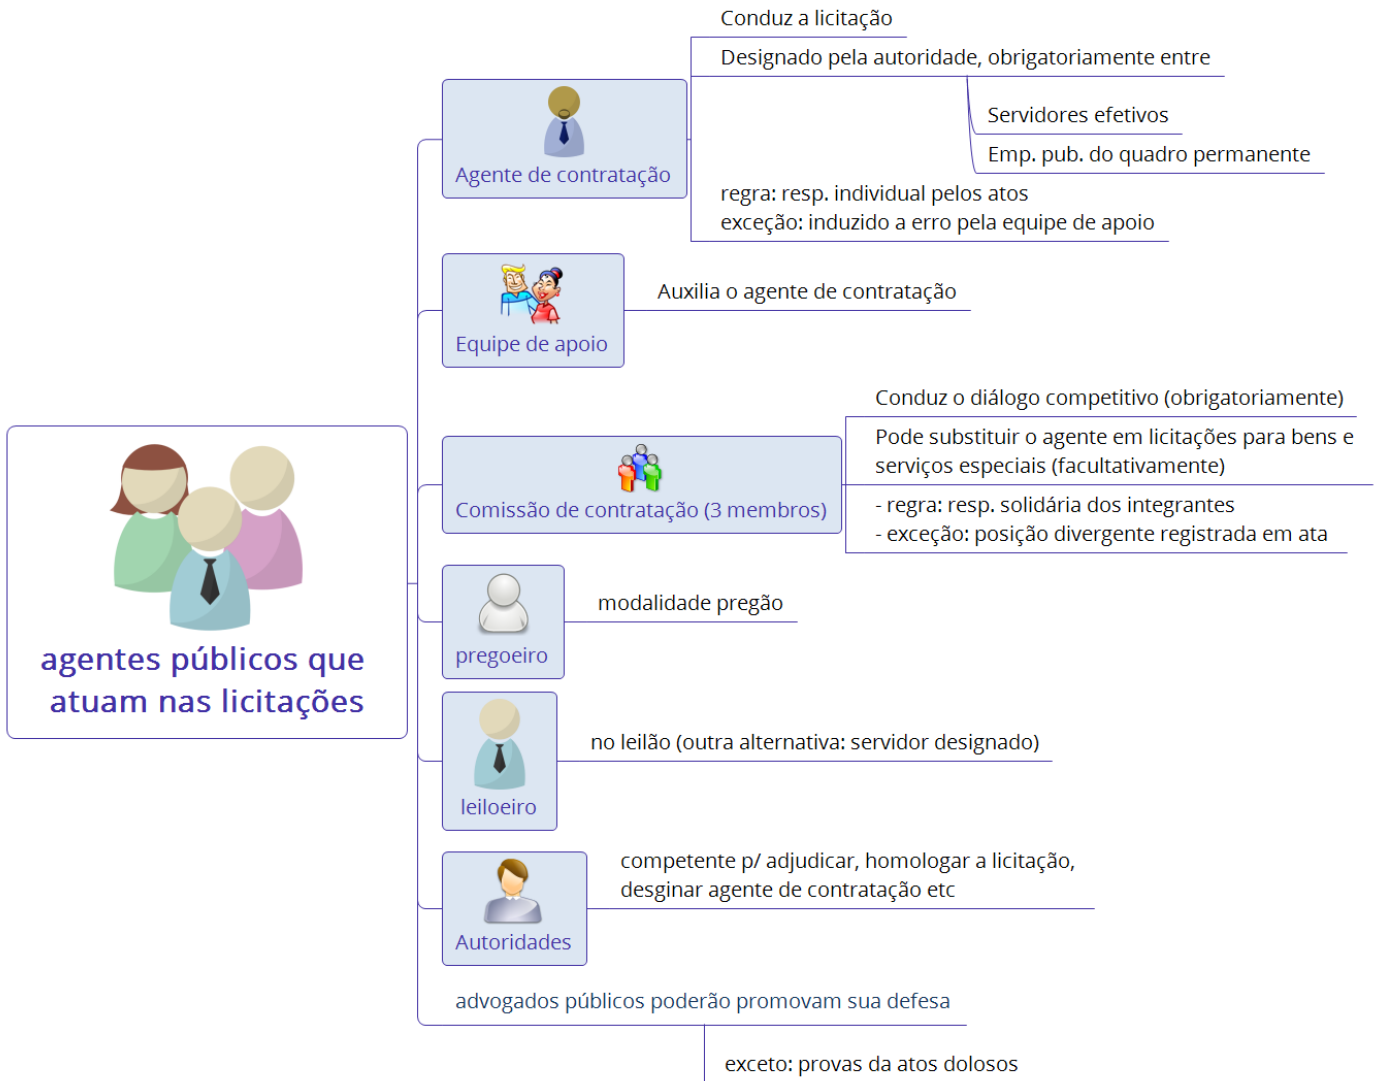 agentes públicos que
atuam nas licitações
Agente de contratação
Conduz a licitação
Designado pela autoridade, obrigatoriamente entre
Servidores efetivos
Emp. pub. do quadro permanente
regra: resp. individual pelos atos
exceção: induzido a erro pela equipe de apoio
Equipe de apoio
Auxilia o agente de contratação
Comissão de contratação (3 membros)
Conduz o diálogo competitivo (obrigatoriamente)
Pode substituir o agente em licitações para bens e
serviços especiais (facultativamente)
- regra: resp. solidária dos integrantes
- exceção: posição divergente registrada em ata
pregoeiro
modalidade pregão
leiloeiro
no leilão (outra alternativa: servidor designado)
Autoridades
competente p/ adjudicar, homologar a licitação,
desginar agente de contratação etc
advogados públicos poderão promovam sua defesa
exceto: provas da atos dolosos